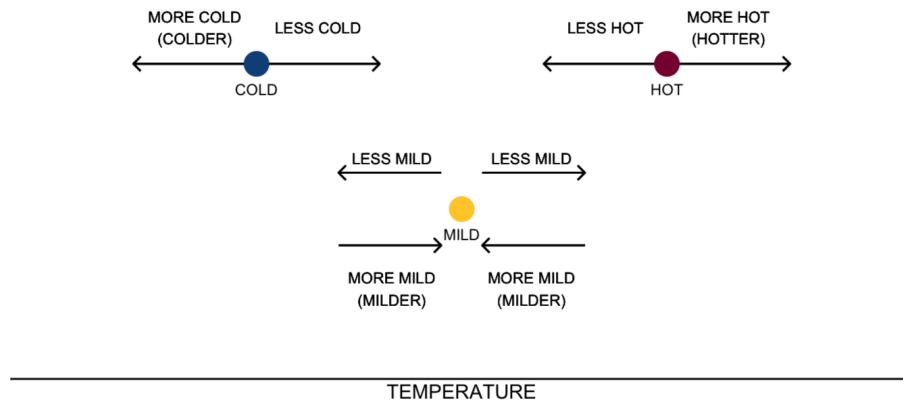 MORE COLD
(COLDER)
LESS COLD
COLD
LESS HOT
MORE HOT
(HOTTER)
HOT
LESS MILD
LESS MILD
MILD
MORE MILD
(MILDER)
MORE MILD
(MILDER)
TEMPERATURE